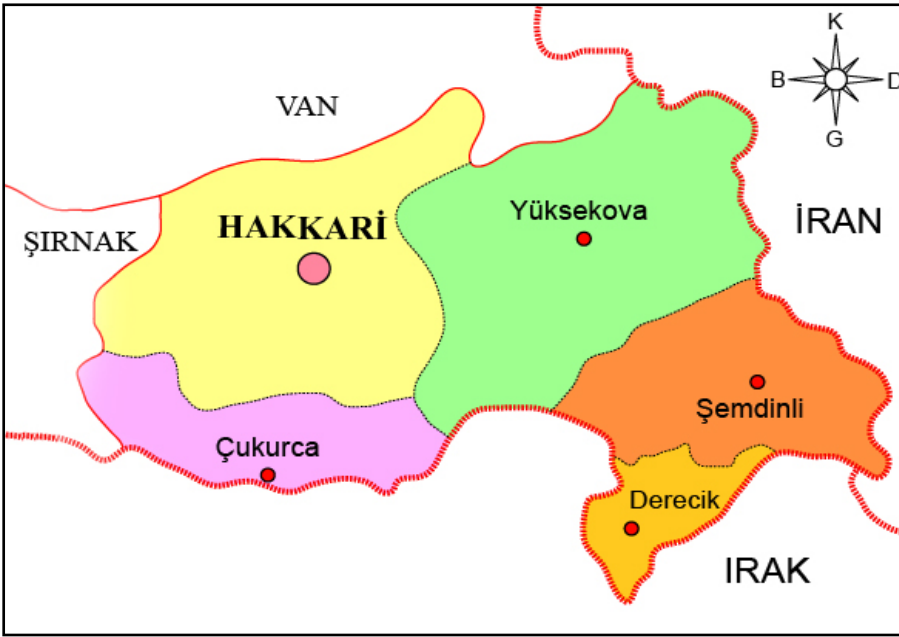 K
VAN
B
D
Yüksekova
HAKKARİ
İRAN
ŞIRNAK
G
Şemdinli
Çukurca
Derecik
IRAK